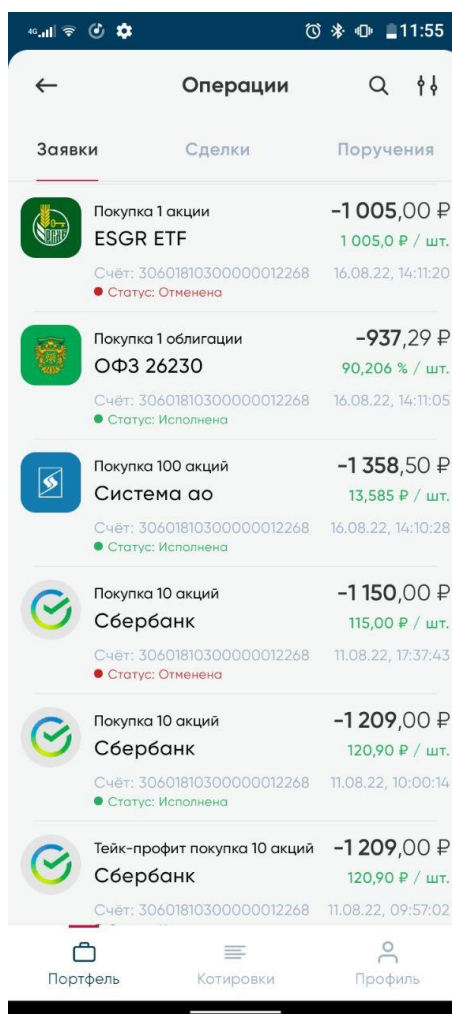 4G 11:55
Операции
Заявки Сделки Поручения
Покупка 1 акции -1 005,00 ₽
ESGR ETF 1 005,0 ₽ / шт.
Счёт: 30601810300000012268 16.08.22, 14:11:20
Статус: Отменена
Покупка 1 облигации -937,29 ₽
ОФЗ 26230 90,206 % / шт.
Счёт: 30601810300000012268 16.08.22, 14:11:05
Статус: Исполнена
Покупка 100 акций -1 358,50 ₽
Система ао 13,585 ₽ / шт.
Счёт: 30601810300000012268 16.08.22, 14:10:28
Статус: Исполнена
Покупка 10 акций -1 150,00 ₽
Сбербанк 115,00 ₽ / шт.
Счёт: 30601810300000012268 11.08.22, 17:37:43
Статус: Отменена
Покупка 10 акций -1 209,00 ₽
Сбербанк 120,90 ₽ / шт.
Счёт: 30601810300000012268 11.08.22, 10:00:14
Статус: Исполнена
Тейк-профит покупка 10 акций -1 209,00 ₽
Сбербанк 120,90 ₽ / шт.
Счёт: 30601810300000012268 11.08.22, 09:57:02
Портфель Котировки Профиль